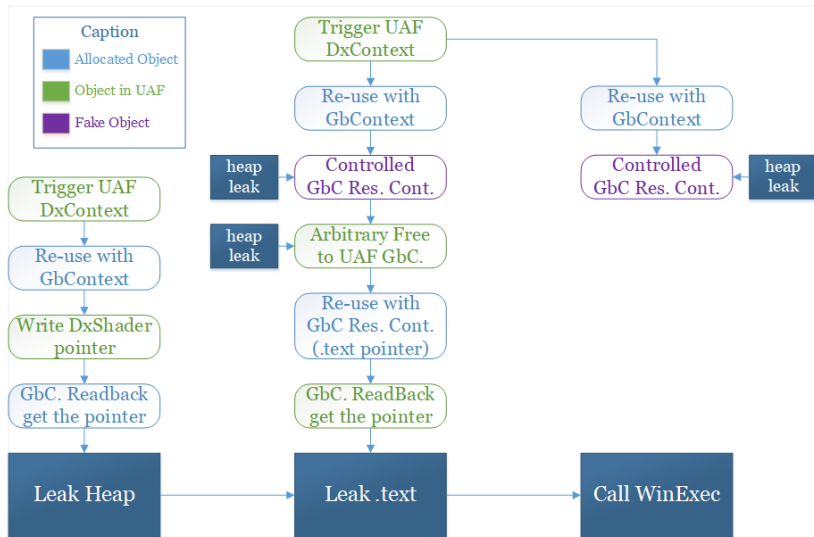 Caption
Allocated Object
Object in UAF
Fake Object
Trigger UAF
DxContext
Re-use with
GbContext
Write DxShader
pointer
GbC. Readback
get the pointer
Leak Heap
Trigger UAF
DxContext
Re-use with
GbContext
heap
leak
Controlled
GbC Res. Cont.
heap
leak
Arbitrary Free
to UAF GbC.
Re-use with
GbC Res. Cont.
(.text pointer)
GbC. ReadBack
get the pointer
Leak .text
Re-use with
GbContext
Controlled
GbC Res. Cont.
heap
leak
Call WinExec